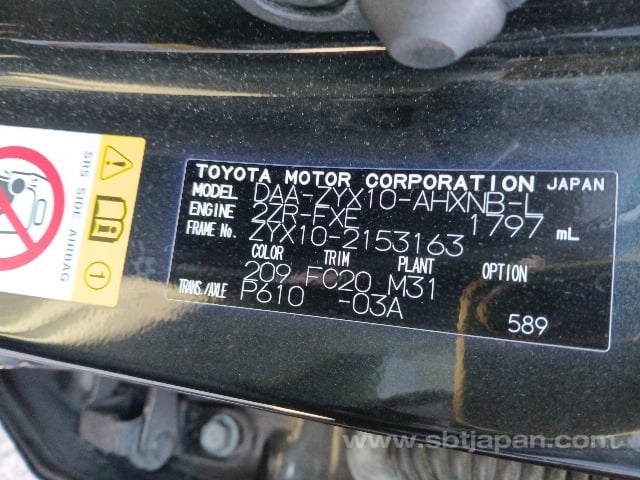 TOYOTA MOTOR CORPORATION JAPAN
MODEL DAA-ZYX10-AHXNB-L
ENGINE 2ZR-FXE 1797 mL
FRAME No. ZYX10-2153163
COLOR TRIM PLANT OPTION
209 FC20 M31
TRANS./AXLE P610 -03A
589
SRS SIDE AIRBAG
1
www.sbtjapan.com